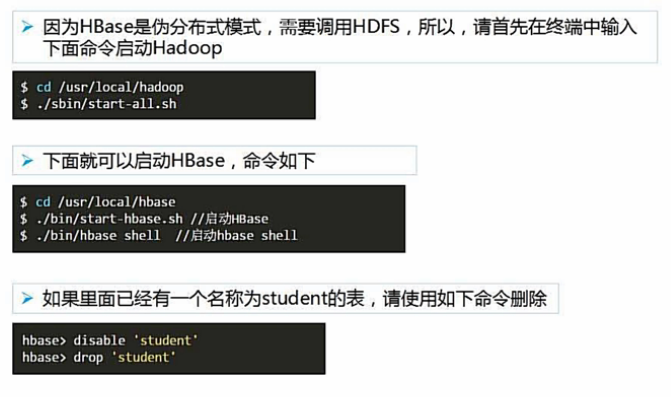 ➢ 因为HBase是伪分布式模式，需要调用HDFS，所以，请首先在终端中输入
下面命令启动Hadoop
$ cd /usr/local/hadoop
$ ./sbin/start-all.sh
➢ 下面就可以启动HBase，命令如下
$ cd /usr/local/hbase
$ ./bin/start-hbase.sh //启动HBase
$ ./bin/hbase shell  //启动hbase shell
➢ 如果里面已经有一个名称为student的表，请使用如下命令删除
hbase> disable 'student'
hbase> drop 'student'